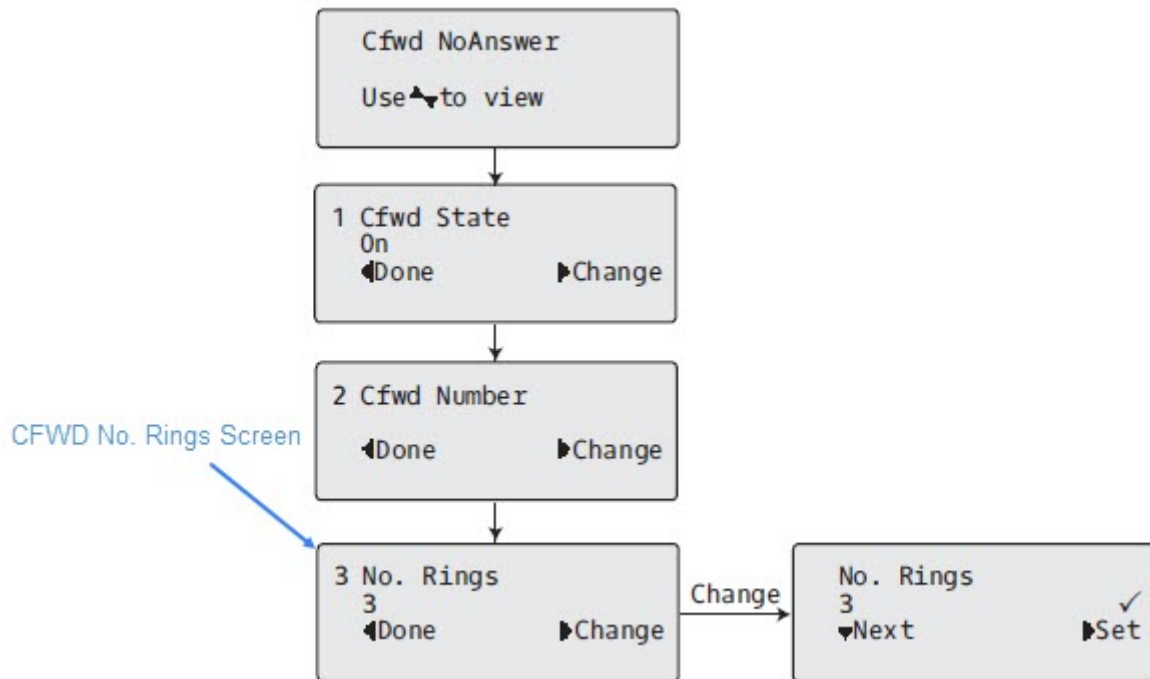 Cfwd NoAnswer
Use to view
1 Cfwd State
On
Done Change
2 Cfwd Number
Done Change
CFWD No. Rings Screen
3 No. Rings
3
Done Change
Change
No. Rings
3 ✓
Next Set